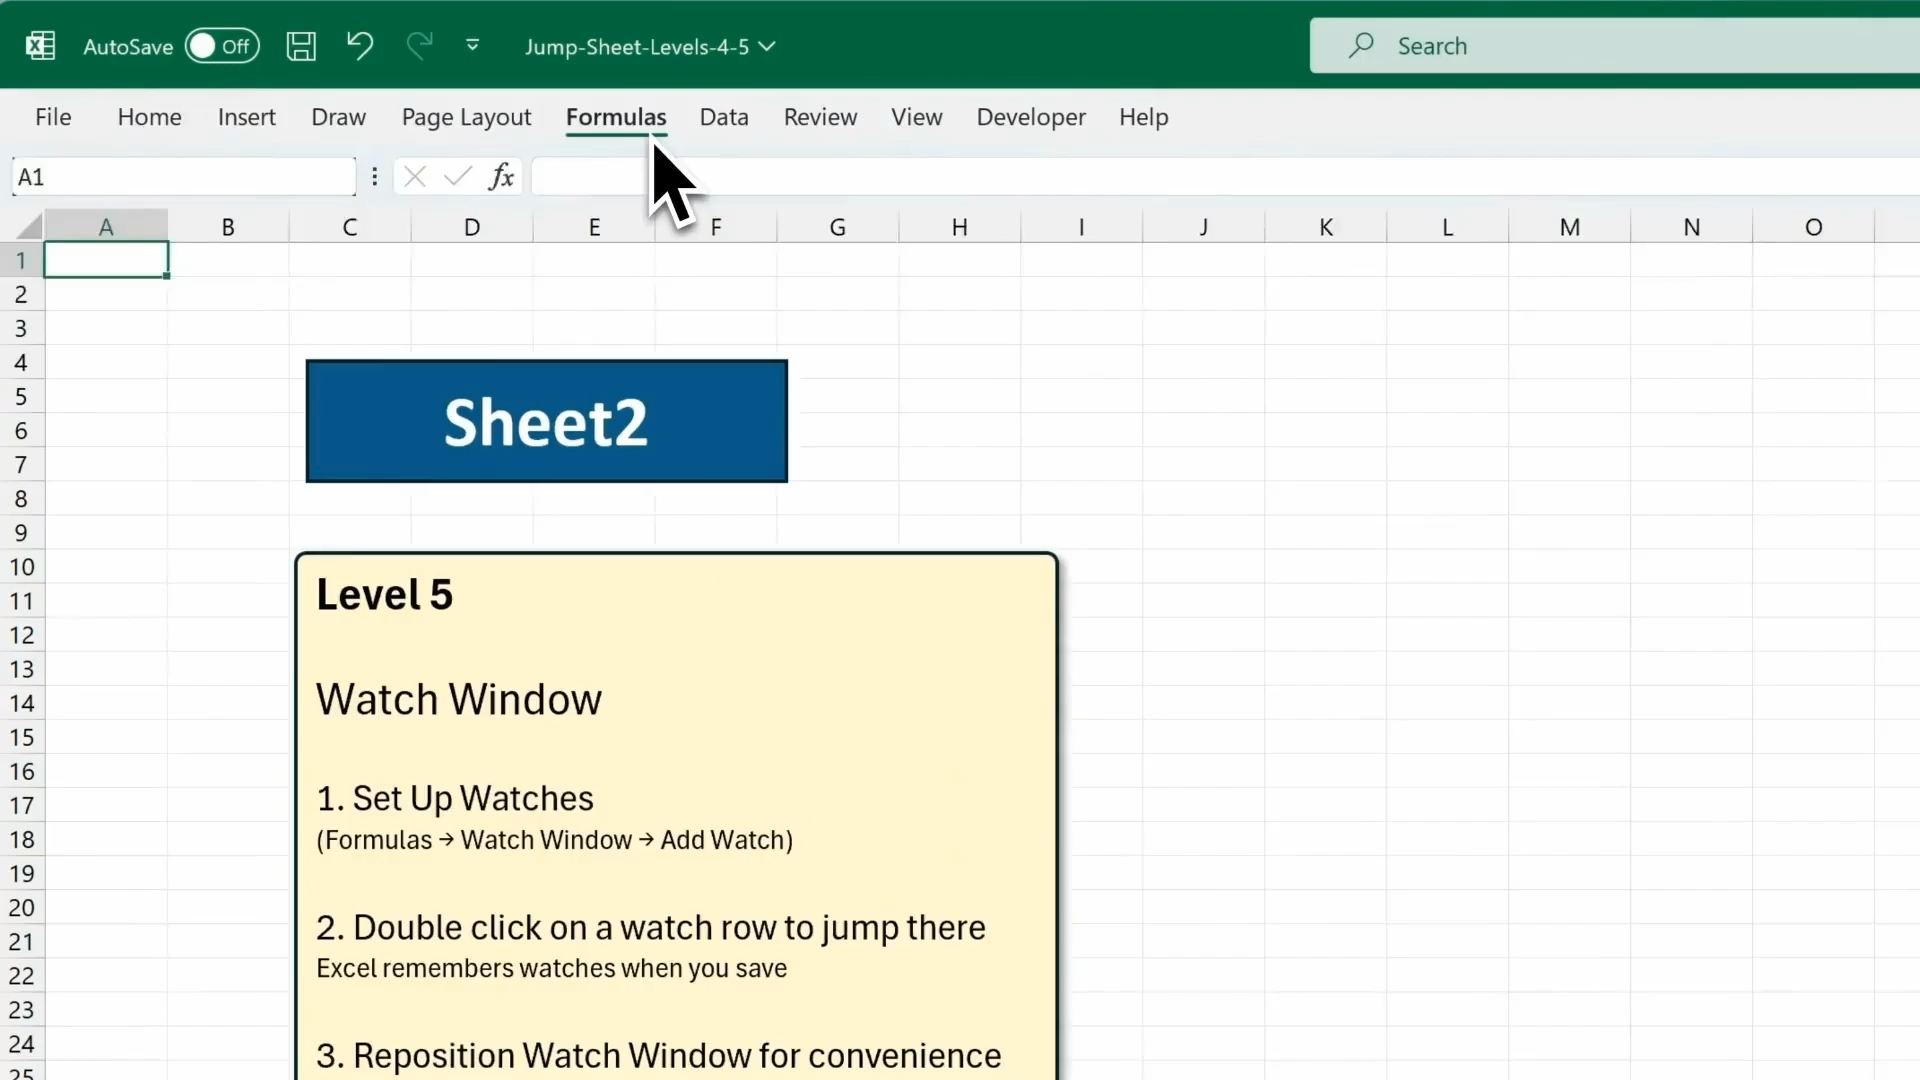 AutoSave Off Jump-Sheet-Levels-4-5 Search
File Home Insert Draw Page Layout Formulas Data Review View Developer Help
A1 fx
A B C D E F G H I J K L M N O
1
2
3
4
5
6
7
8
9
10
11
12
13
14
15
16
17
18
19
20
21
22
23
24
25
Sheet2
Level 5
Watch Window
1. Set Up Watches
(Formulas → Watch Window → Add Watch)
2. Double click on a watch row to jump there
Excel remembers watches when you save
3. Reposition Watch Window for convenience